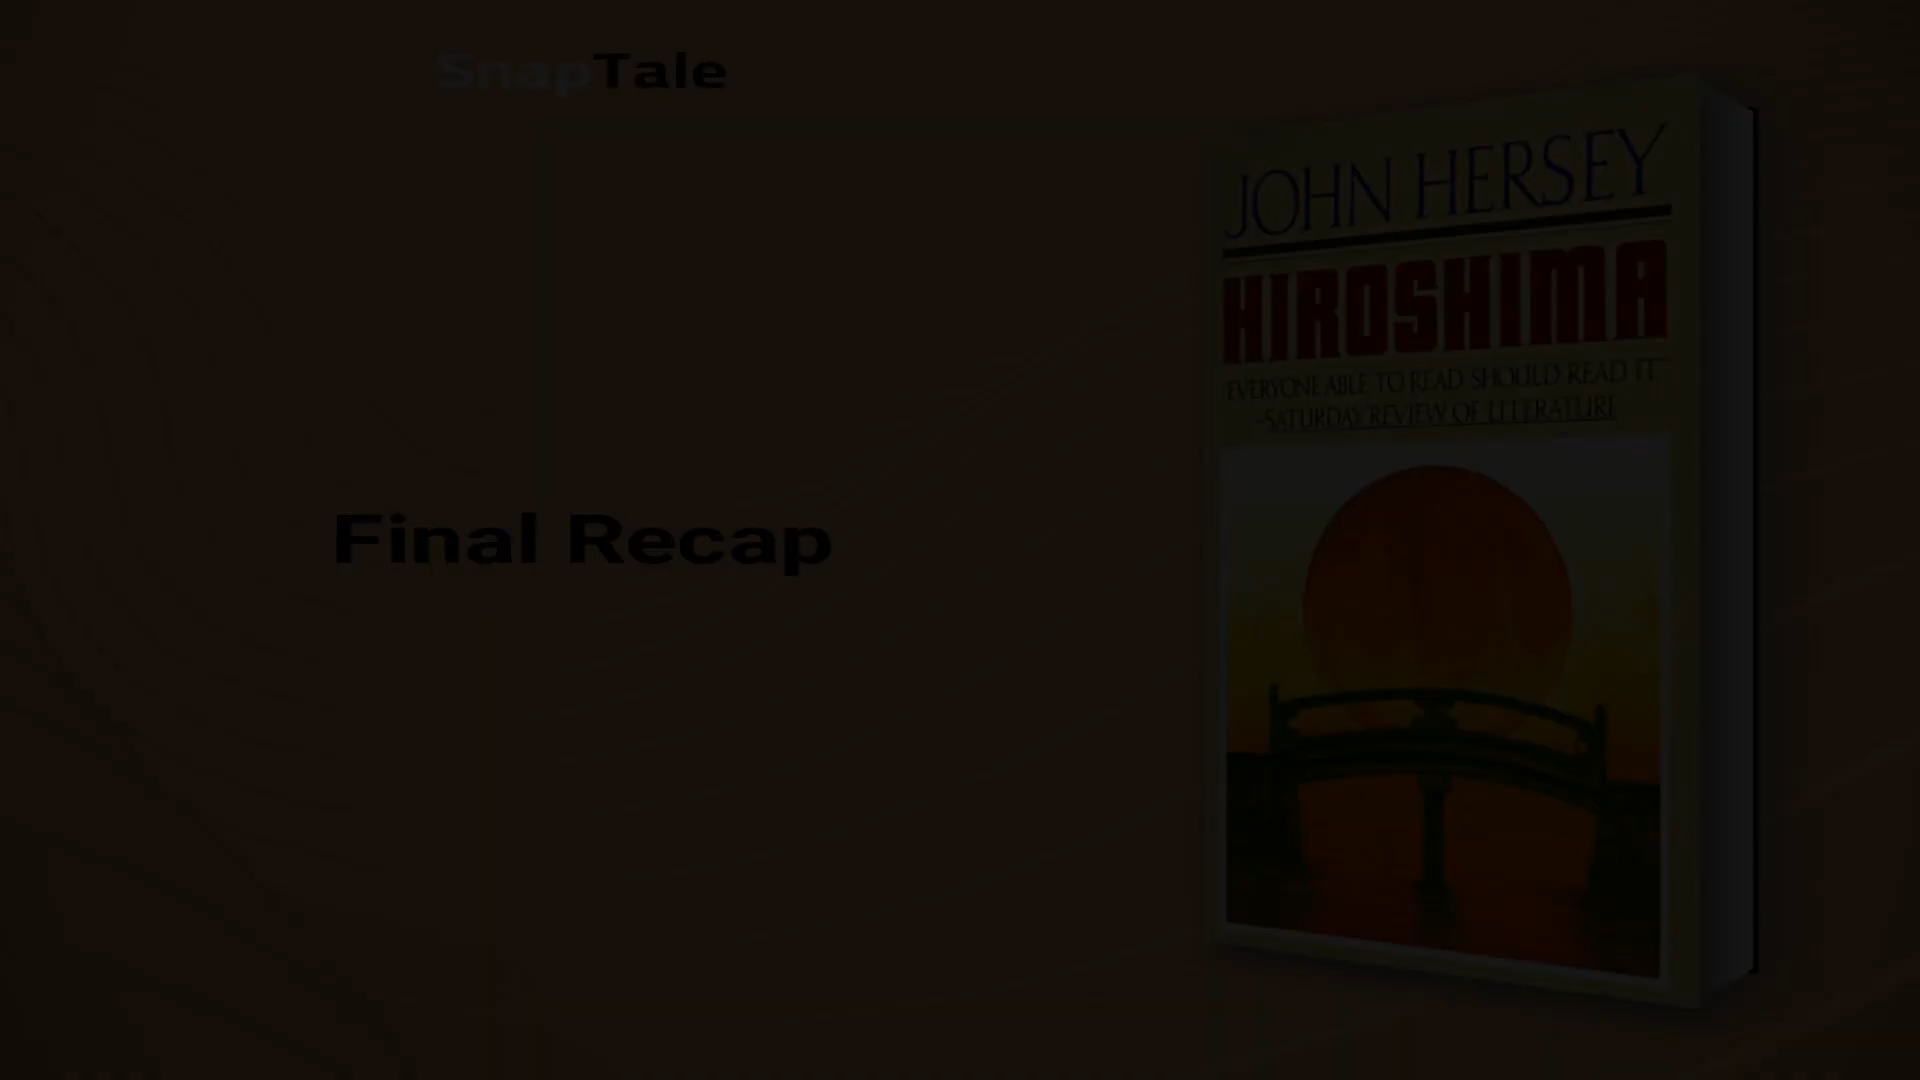 SnapTale
JOHN HERSEY
HIROSHIMA
"EVERYONE ABLE TO READ SHOULD READ IT"
-SATURDAY REVIEW OF LITERATURE
Final Recap